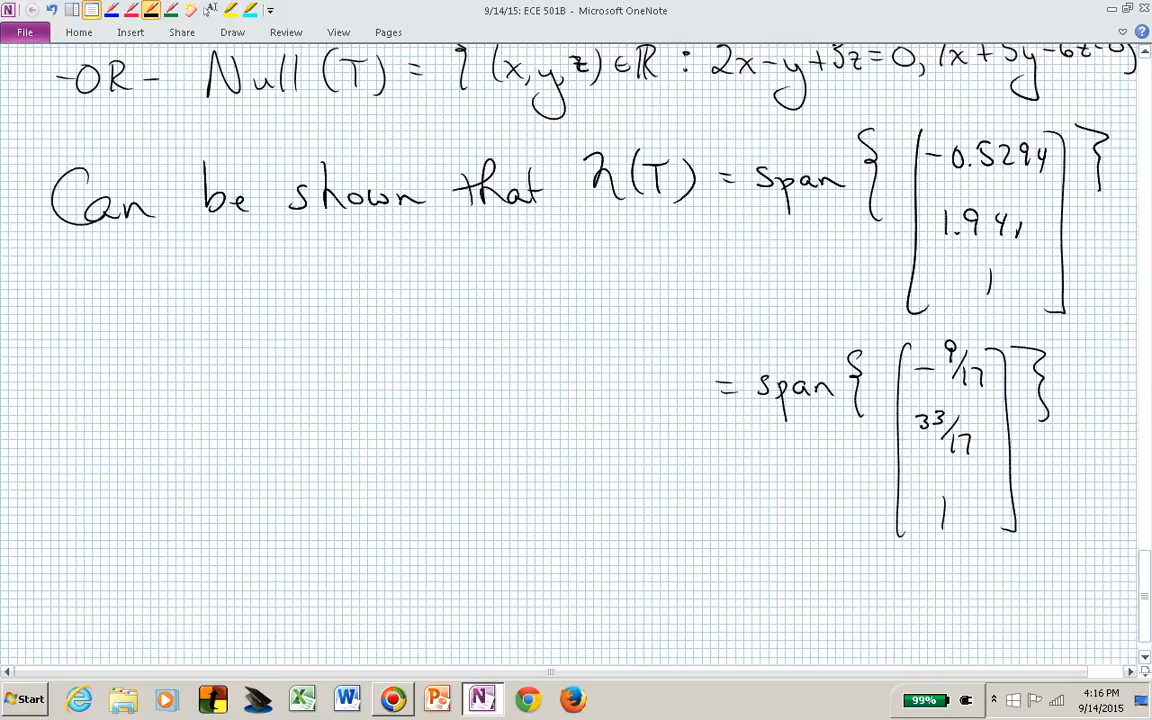 9/14/15: ECE 501B - Microsoft OneNote
File Home Insert Share Draw Review View Pages
-OR- Null(T) = { (x,y,z) ∈ ℝ : 2x-y+3z=0, 7x+5y-6z=0}
Can be shown that η(T) = span { [ -0.5294
1.941
1 ] }
= span { [ -9/17
33/17
1 ] }
Start
99%
4:16 PM
9/14/2015